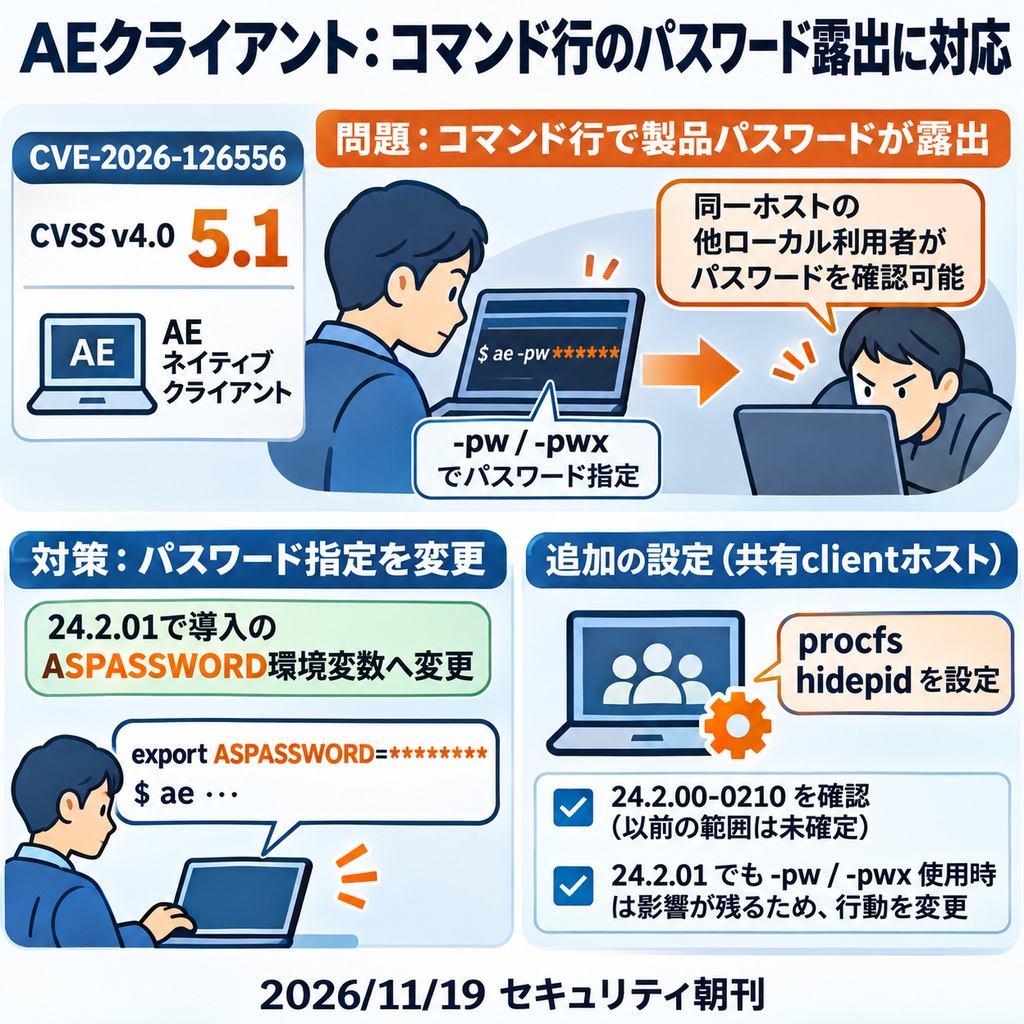 AEクライアント：コマンド行のパスワード露出に対応
CVE-2026-126556
CVSS v4.0 5.1
AE
AE
ネイティブ
クライアント
問題：コマンド行で製品パスワードが露出
同一ホストの
他ローカル利用者が
パスワードを確認可能
$ ae -pw ******
-pw / -pwx
でパスワード指定
対策：パスワード指定を変更
24.2.01で導入の
ASPASSWORD環境変数へ変更
export ASPASSWORD=********
$ ae ⋯
追加の設定（共有clientホスト）
procfs
hidepid を設定
24.2.00-0210 を確認
（以前の範囲は未確定）
24.2.01 でも -pw / -pwx 使用時
は影響が残るため、行動を変更
2026/11/19 セキュリティ朝刊